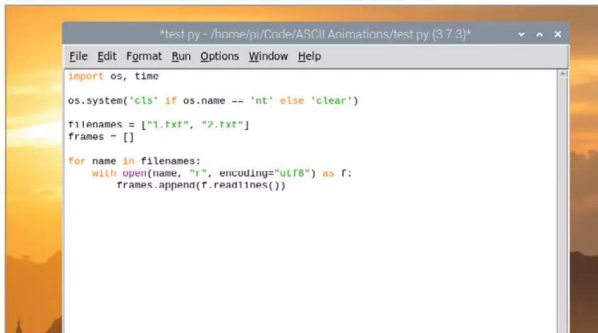 *test.py - /home/pi/Code/ASCII Animations/test.py (3.7.3)*
File Edit Format Run Options Window Help
import os, time
os.system('cls' if os.name == 'nt' else 'clear')
filenames = ["1.txt", "2.txt"]
frames = []
for name in filenames:
with open(name, "r", encoding="utf8") as f:
frames.append(f.readlines())